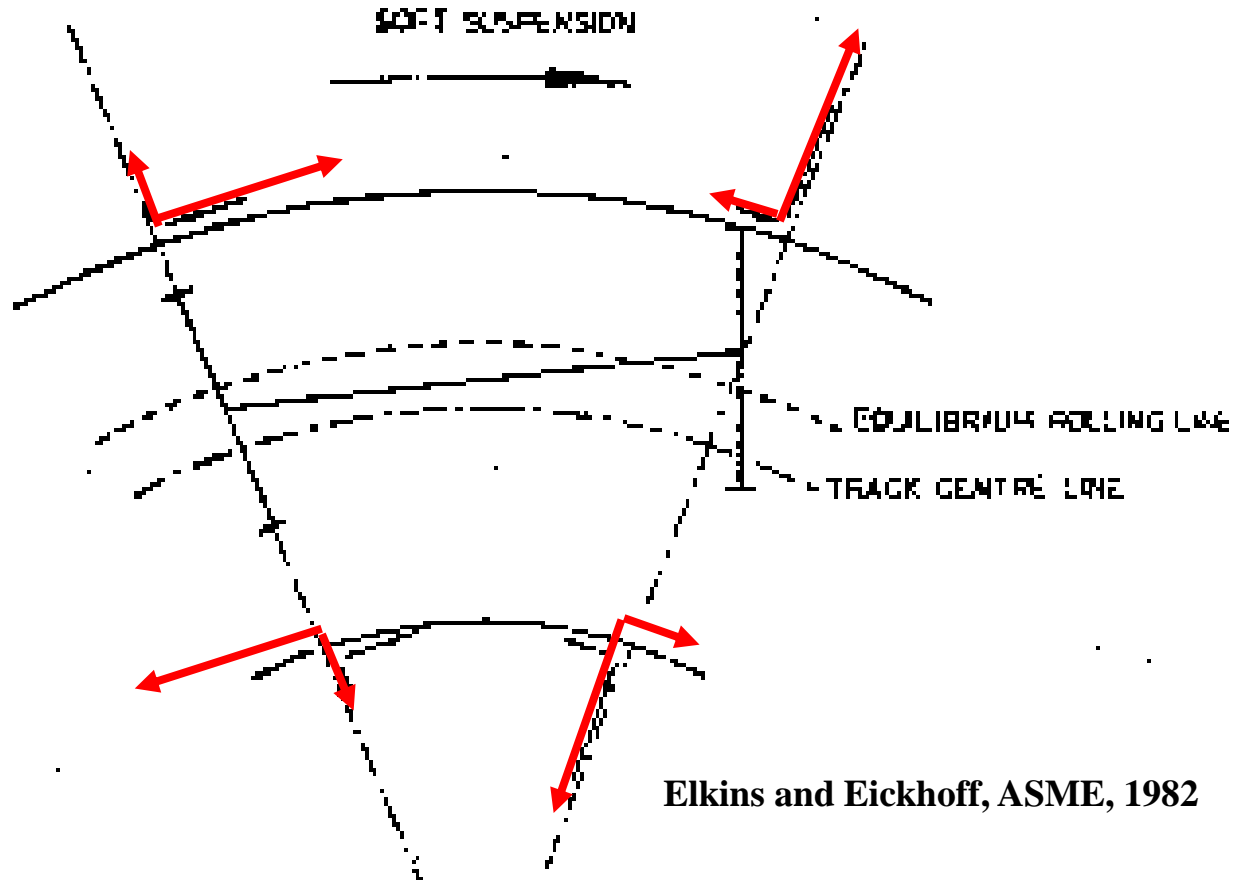 SOFT SUSPENSION
EQUILIBRIUM ROLLING LINE
TRACK CENTRE LINE
Elkins and Eickhoff, ASME, 1982